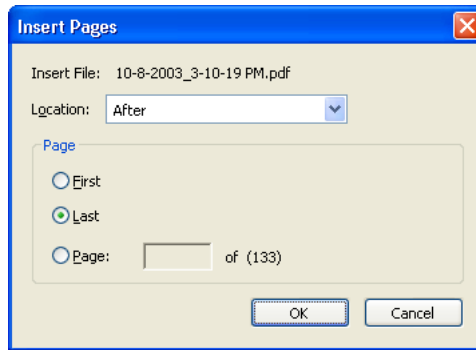 Insert Pages
Insert File: 10-8-2003_3-10-19 PM.pdf
Location: After
Page
First
Last
Page: of (133)
OK Cancel